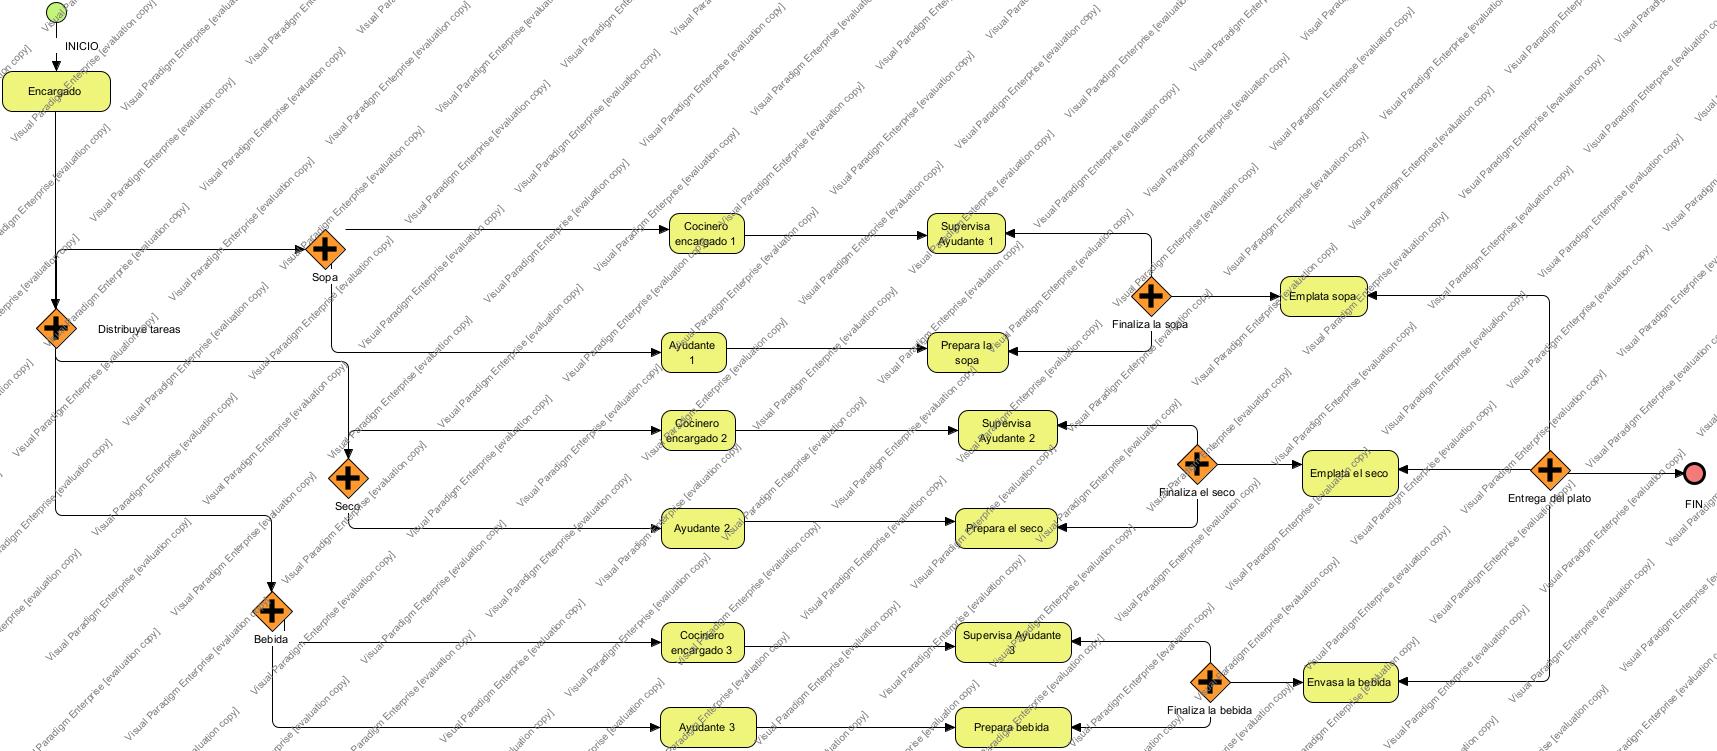 INICIO
Encargado
Distribuye tareas
Sopa
Cocinero
encargado 1
Supervisa
Ayudante 1
Finaliza la sopa
Emplata sopa
Ayudante
1
Prepara la
sopa
Cocinero
encargado 2
Supervisa
Ayudante 2
Seco
Finaliza el seco
Emplata el seco
Entrega del plato
FIN
Ayudante 2
Prepara el seco
Bebida
Cocinero
encargado 3
Supervisa Ayudante
3
Finaliza la bebida
Envasa la bebida
Ayudante 3
Prepara bebida
Visual Paradigm Enterprise [evaluation copy]